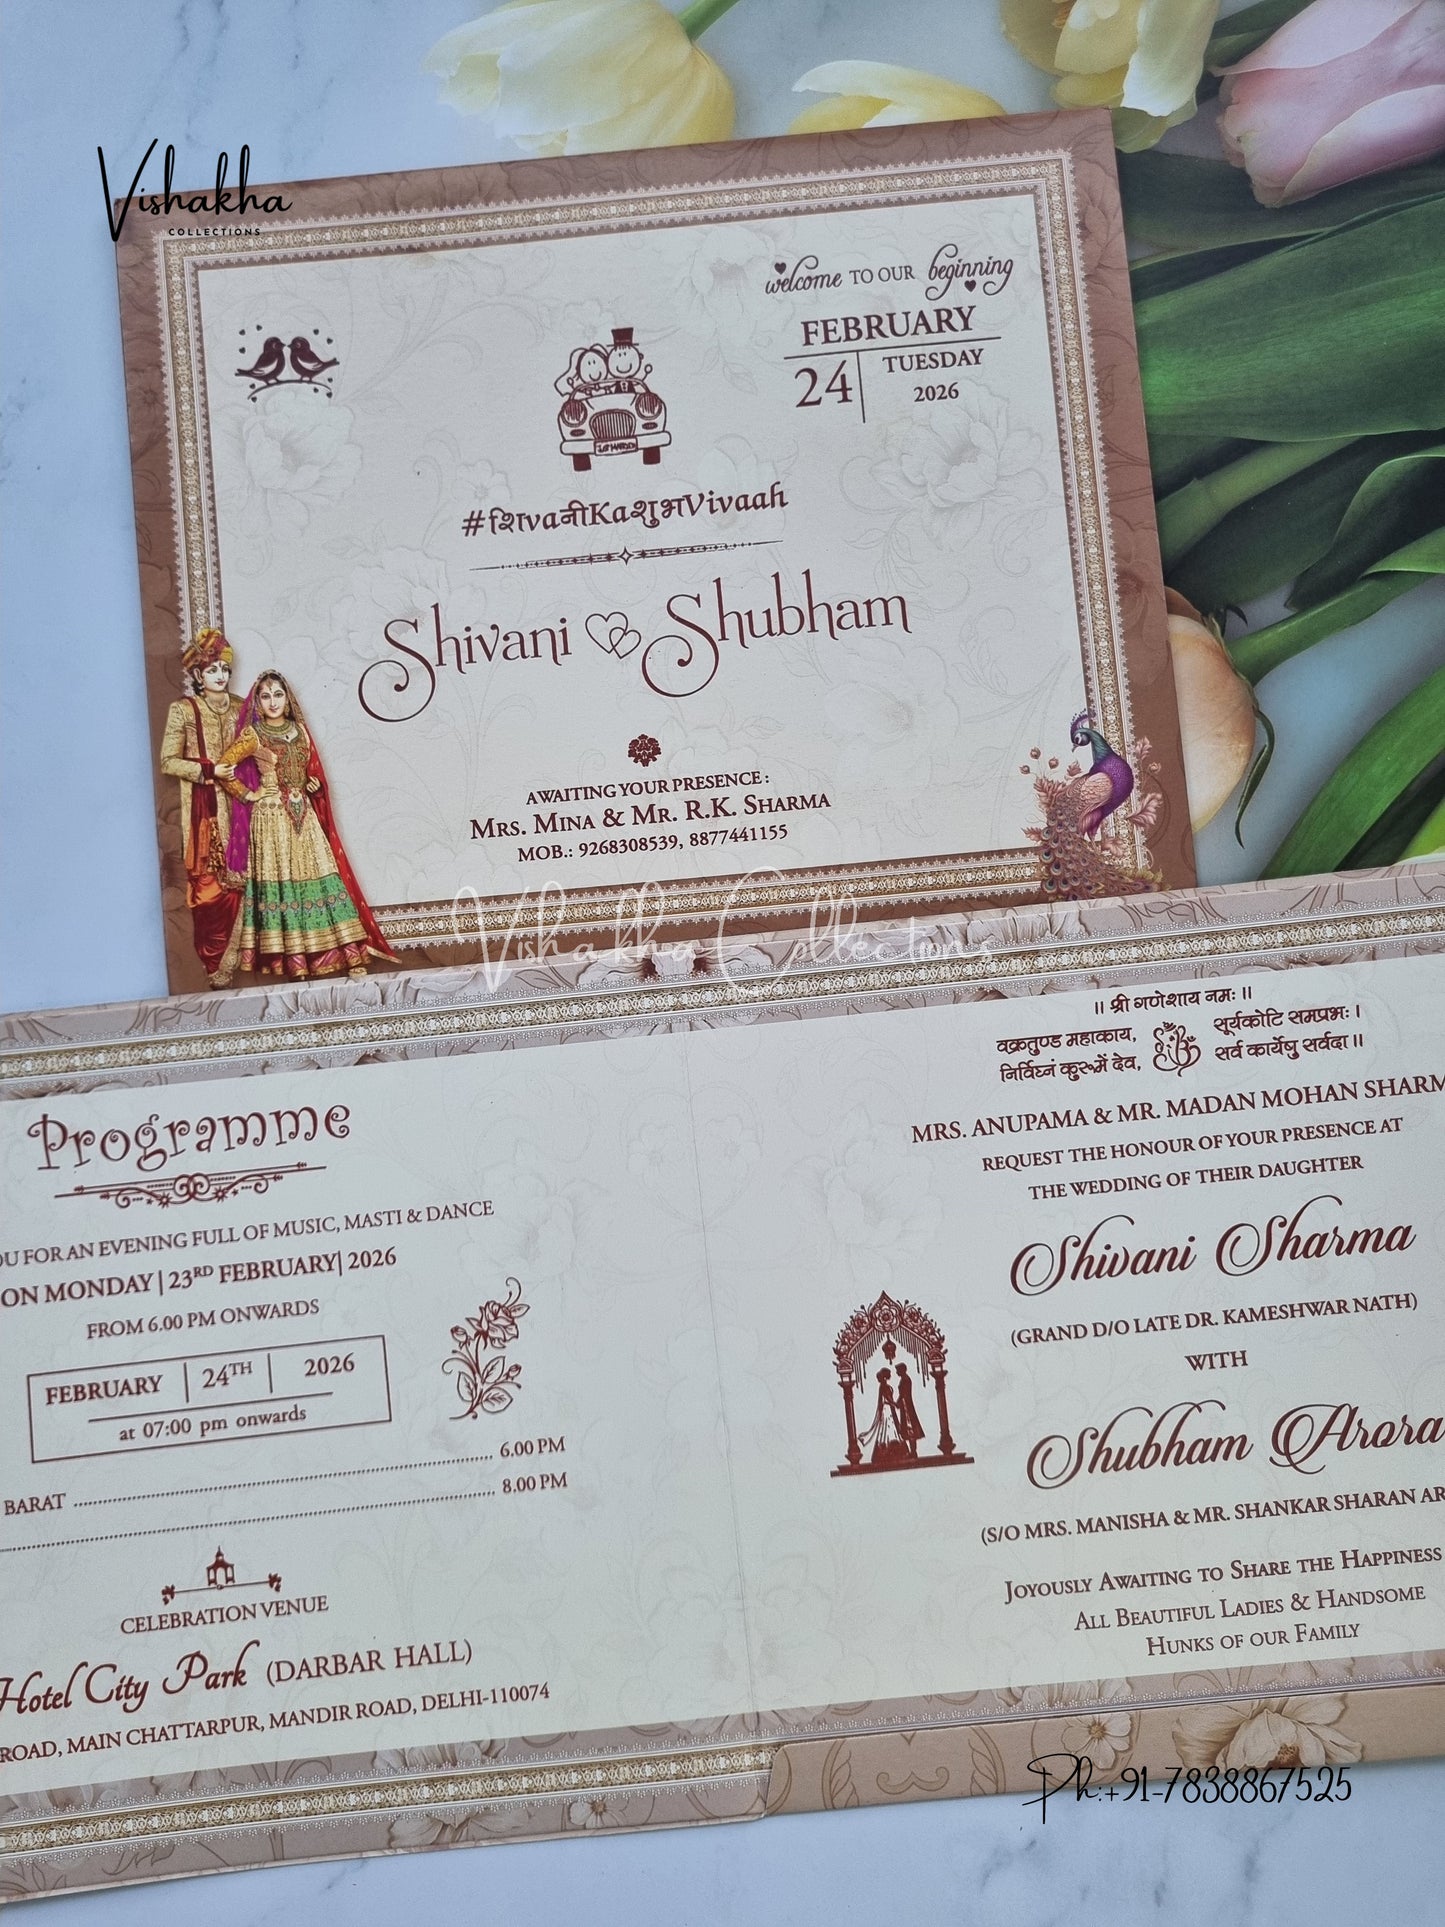 Vishakha
COLLECTIONS
welcome TO OUR beginning
FEBRUARY
24 TUESDAY
2026
#शिvaनीKaशुभVivaah
Shivani Shubham
AWAITING YOUR PRESENCE :
MRS. MINA & MR. R.K. SHARMA
MOB.: 9268308539, 8877441155
Vishakha Collections
Programme
OU FOR AN EVENING FULL OF MUSIC, MASTI & DANCE
ON MONDAY | 23RD FEBRUARY| 2026
FROM 6.00 PM ONWARDS
FEBRUARY | 24TH | 2026
at 07:00 pm onwards
6.00 PM
BARAT 8.00 PM
CELEBRATION VENUE
Hotel City Park (DARBAR HALL)
ROAD, MAIN CHATTARPUR, MANDIR ROAD, DELHI-110074
।। श्री गणेशाय नमः ।।
वक्रतुण्ड महाकाय, सूर्यकोटि समप्रभः ।
निर्विघ्नं कुरूमें देव, सर्व कार्येषु सर्वदा ।।
MRS. ANUPAMA & MR. MADAN MOHAN SHARM
REQUEST THE HONOUR OF YOUR PRESENCE AT
THE WEDDING OF THEIR DAUGHTER
Shivani Sharma
(GRAND D/O LATE DR. KAMESHWAR NATH)
WITH
Shubham Arora
(S/O MRS. MANISHA & MR. SHANKAR SHARAN AR
JOYOUSLY AWAITING TO SHARE THE HAPPINESS
ALL BEAUTIFUL LADIES & HANDSOME
HUNKS OF OUR FAMILY
Ph:+91-7838867525